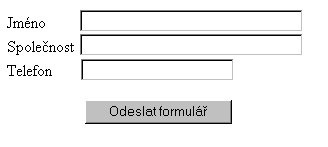 Jméno
Společnost
Telefon
Odeslat formulář